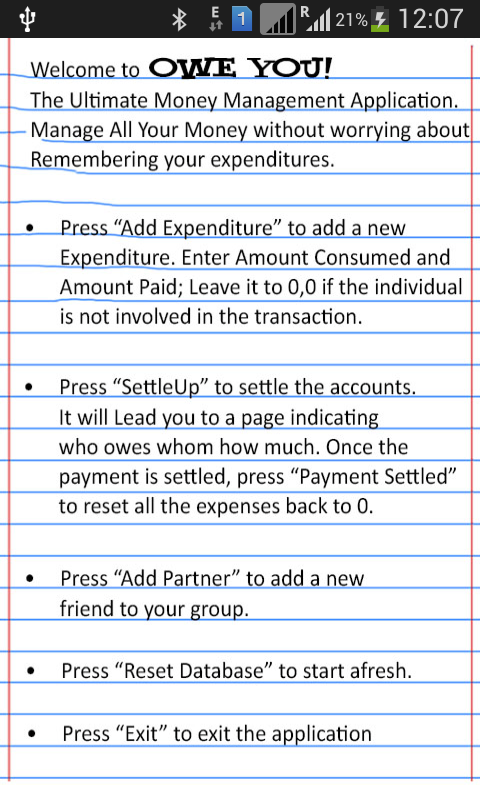 E 1 R 21% 12:07
Welcome to OWE YOU!
The Ultimate Money Management Application.
Manage All Your Money without worrying about
Remembering your expenditures.
• Press “Add Expenditure” to add a new
Expenditure. Enter Amount Consumed and
Amount Paid; Leave it to 0,0 if the individual
is not involved in the transaction.
• Press “SettleUp” to settle the accounts.
It will Lead you to a page indicating
who owes whom how much. Once the
payment is settled, press “Payment Settled”
to reset all the expenses back to 0.
• Press “Add Partner” to add a new
friend to your group.
• Press “Reset Database” to start afresh.
• Press “Exit” to exit the application